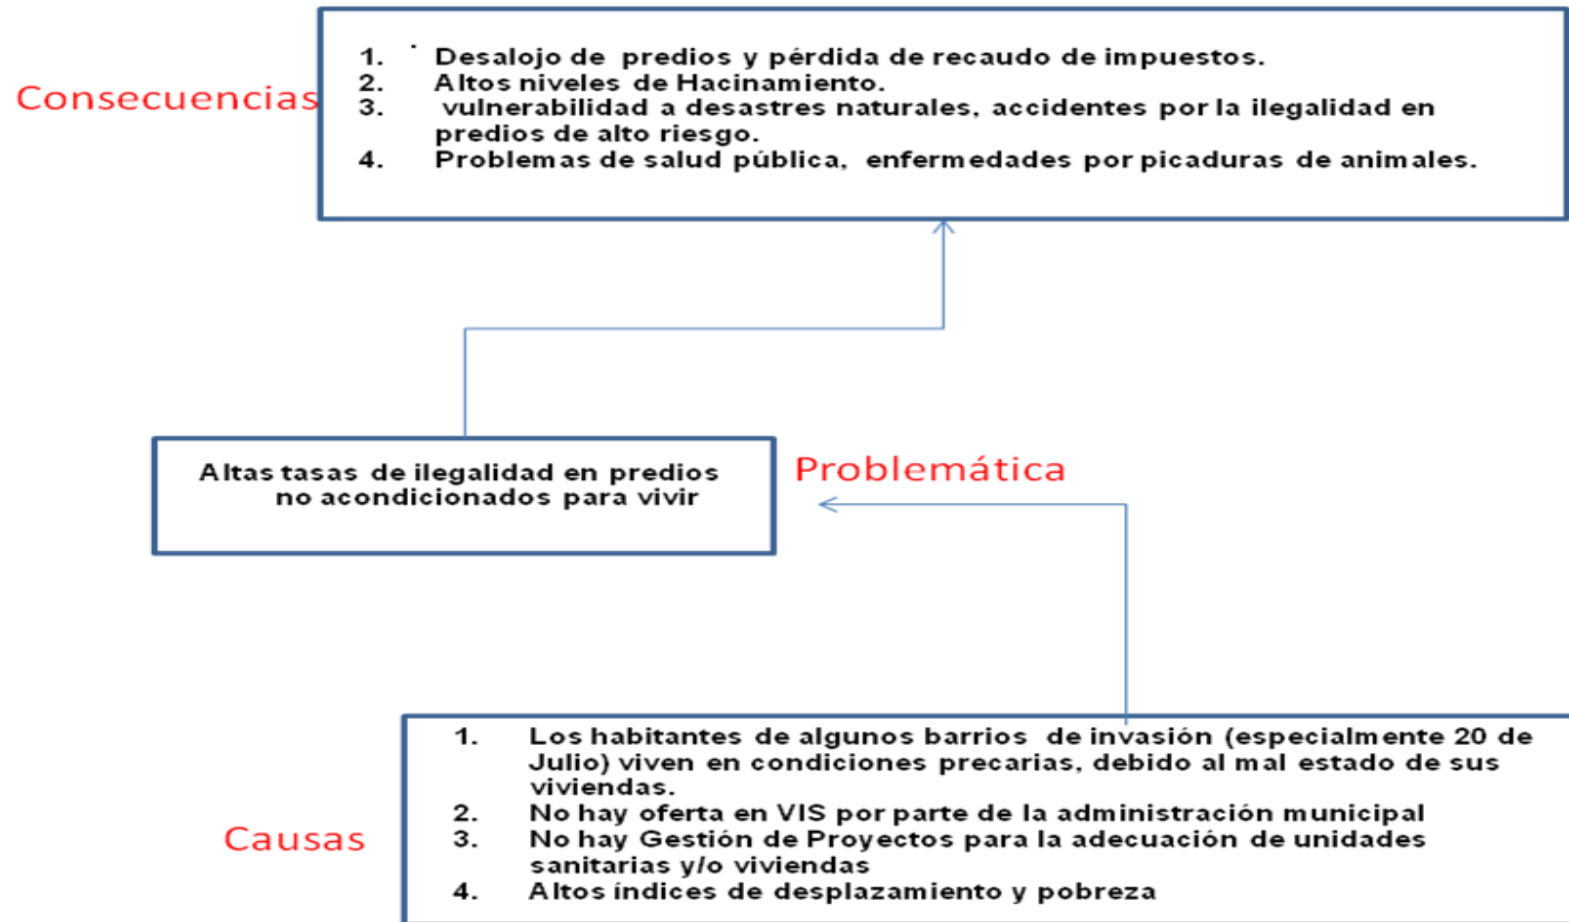 Consecuencias
1. Desalojo de predios y pérdida de recaudo de impuestos.
2. Altos niveles de Hacinamiento.
3. vulnerabilidad a desastres naturales, accidentes por la ilegalidad en
predios de alto riesgo.
4. Problemas de salud pública, enfermedades por picaduras de animales.
Altas tasas de ilegalidad en predios
no acondicionados para vivir
Problemática
Causas
1. Los habitantes de algunos barrios de invasión (especialmente 20 de
Julio) viven en condiciones precarias, debido al mal estado de sus
viviendas.
2. No hay oferta en VIS por parte de la administración municipal
3. No hay Gestión de Proyectos para la adecuación de unidades
sanitarias y/o viviendas
4. Altos índices de desplazamiento y pobreza